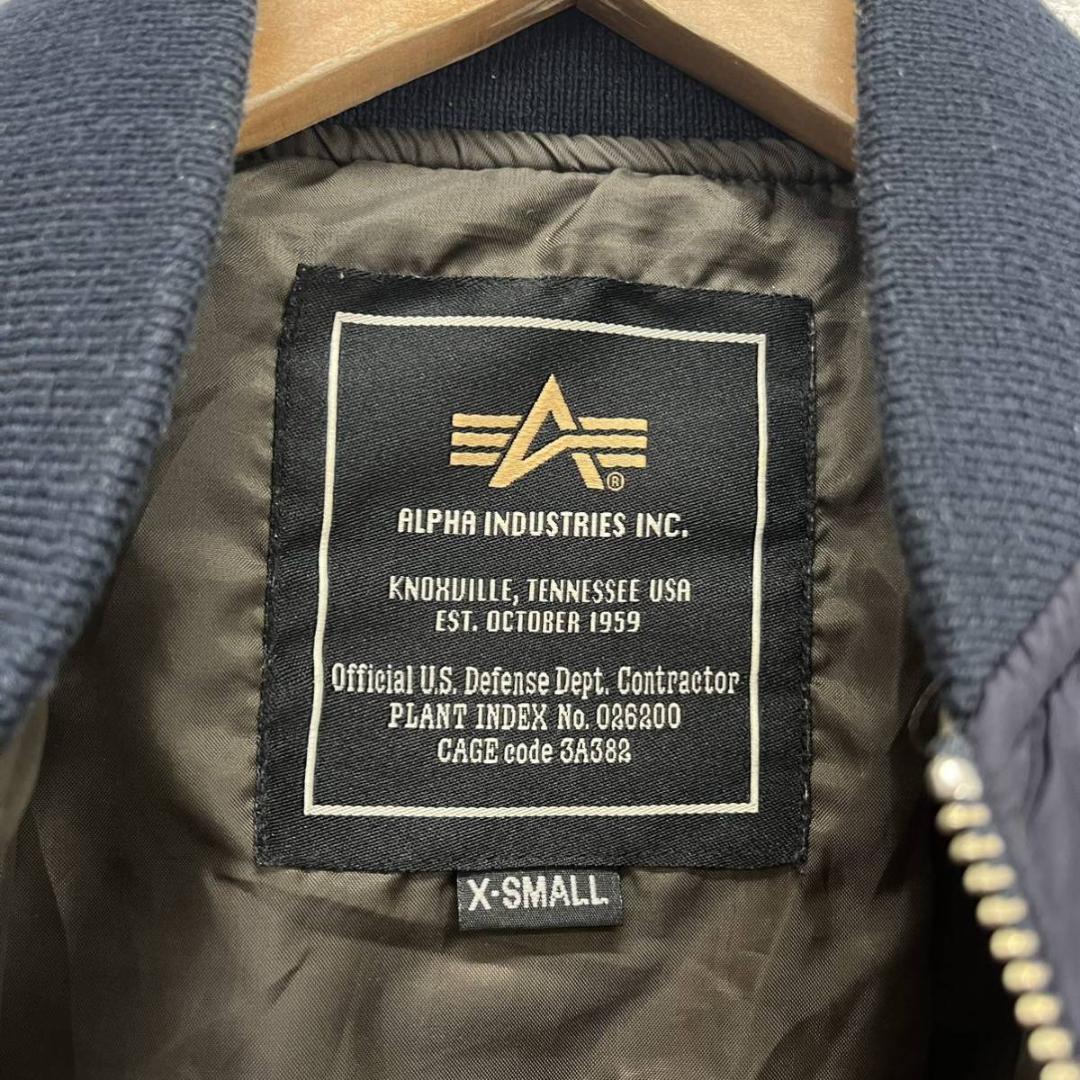 ®
ALPHA INDUSTRIES INC.
KNOXVILLE, TENNESSEE USA
EST. OCTOBER 1959
Official U.S. Defense Dept. Contractor
PLANT INDEX No. 026200
CAGE code 3A382
X-SMALL